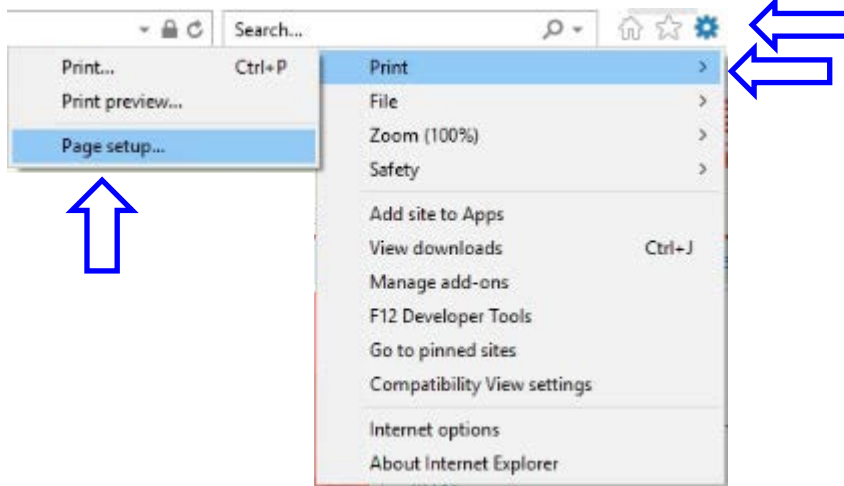 Search...
Print... Ctrl+P
Print preview...
Page setup...
Print
File
Zoom (100%)
Safety
Add site to Apps
View downloads Ctrl+J
Manage add-ons
F12 Developer Tools
Go to pinned sites
Compatibility View settings
Internet options
About Internet Explorer